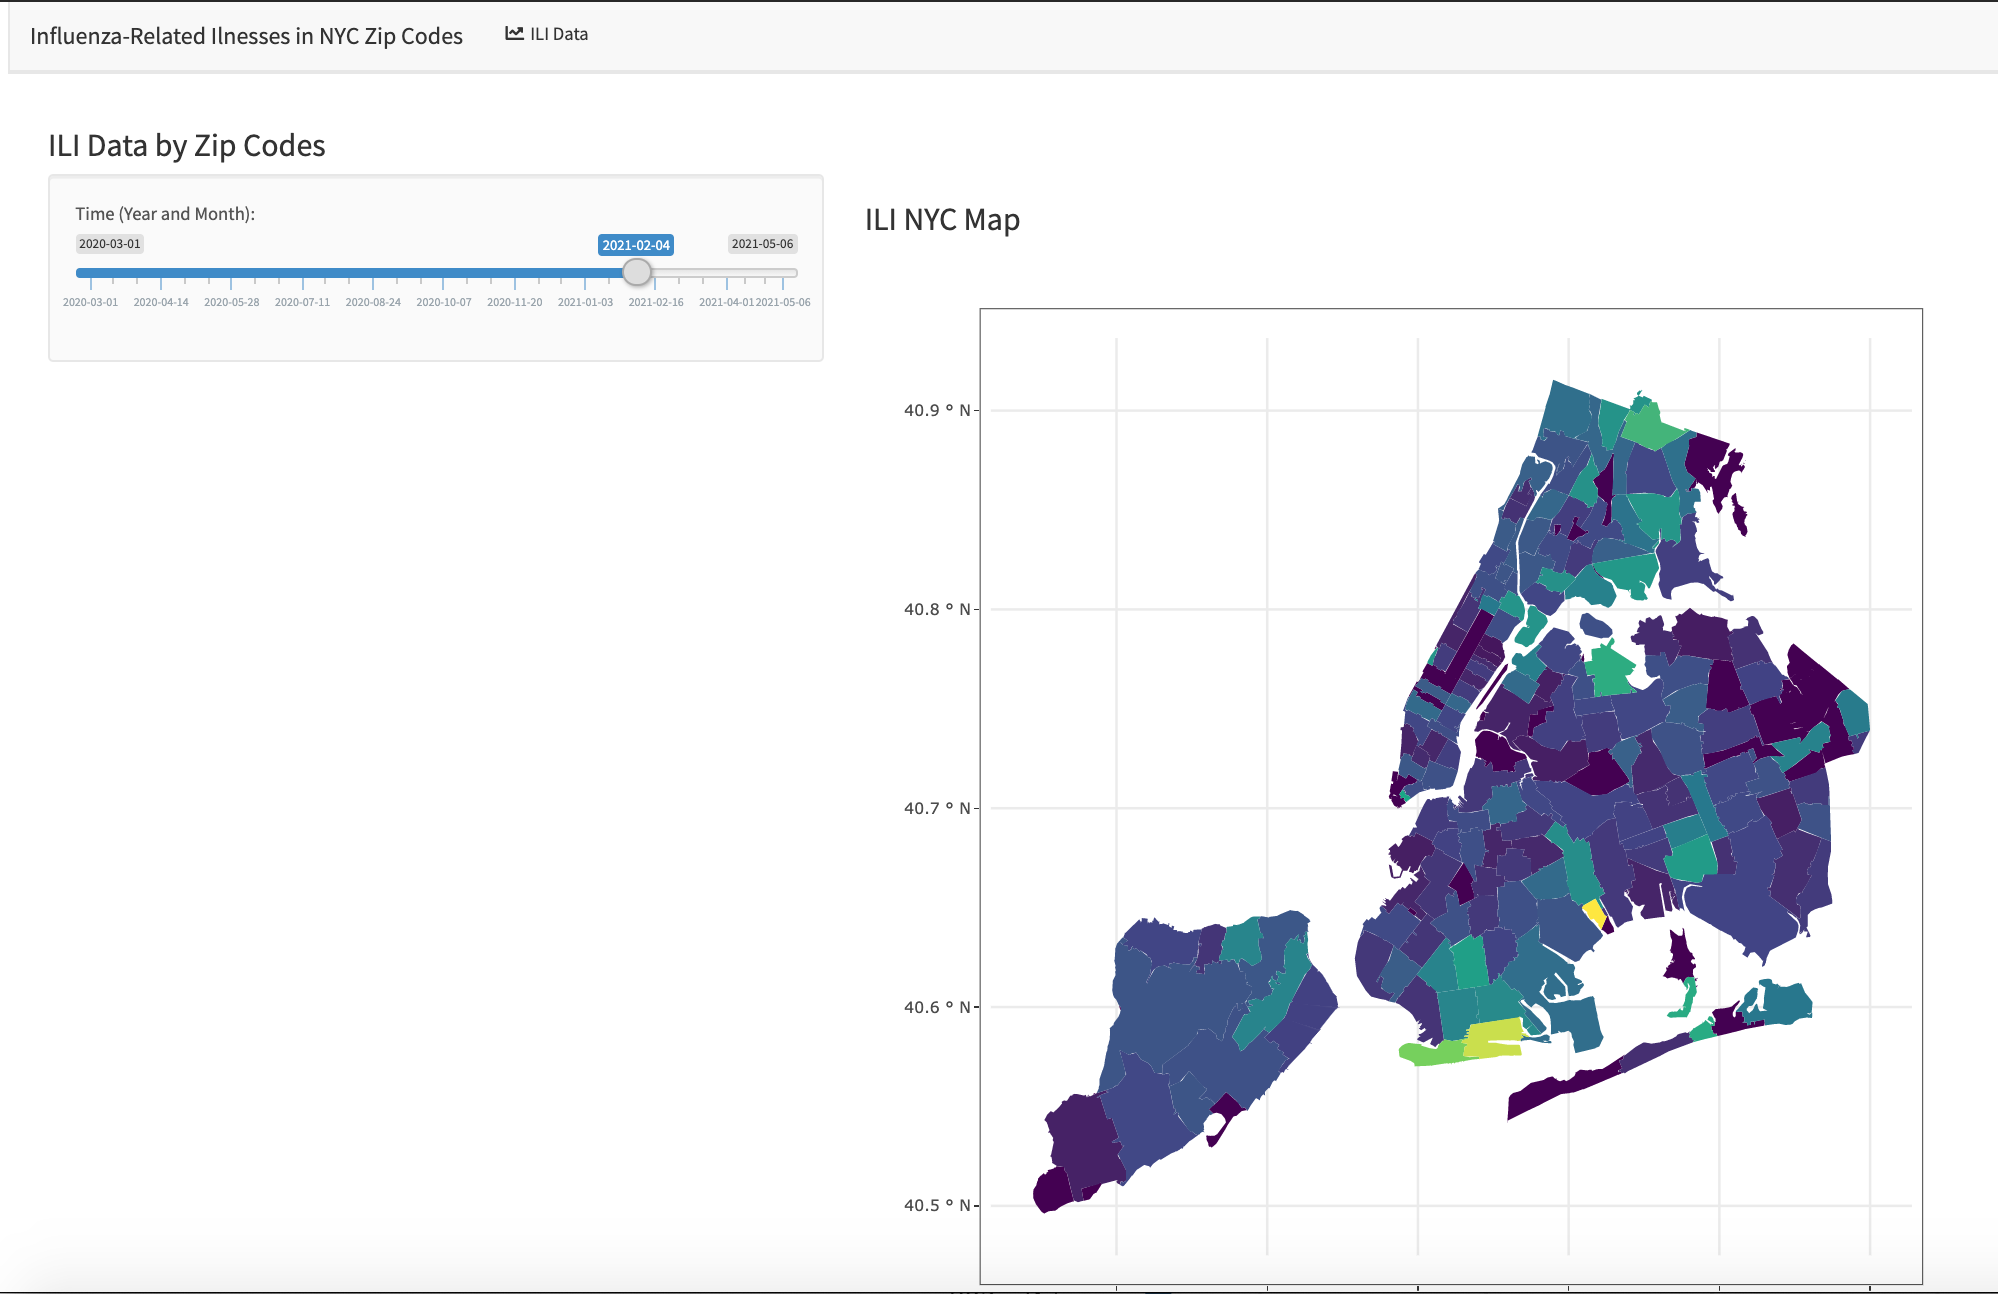 Influenza-Related Ilnesses in NYC Zip Codes
ILI Data
ILI Data by Zip Codes
Time (Year and Month):
2020-03-01
2021-02-04
2021-05-06
2020-03-01 2020-04-14 2020-05-28 2020-07-11 2020-08-24 2020-10-07 2020-11-20 2021-01-03 2021-02-16 2021-04-01 2021-05-06
ILI NYC Map
40.9 ° N
40.8 ° N
40.7 ° N
40.6 ° N
40.5 ° N